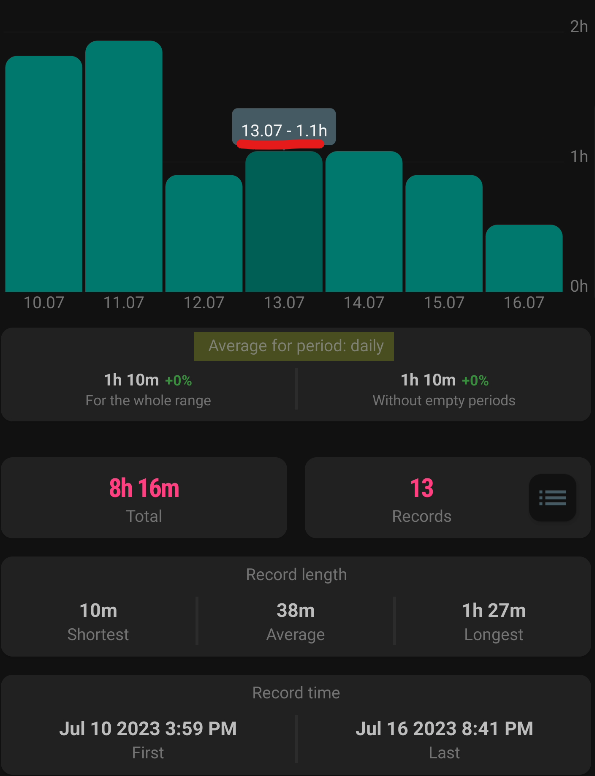 2h
13.07 - 1.1h
1h
0h
10.07 11.07 12.07 13.07 14.07 15.07 16.07
Average for period: daily
1h 10m +0% 1h 10m +0%
For the whole range Without empty periods
8h 16m 13
Total Records
Record length
10m 38m 1h 27m
Shortest Average Longest
Record time
Jul 10 2023 3:59 PM Jul 16 2023 8:41 PM
First Last